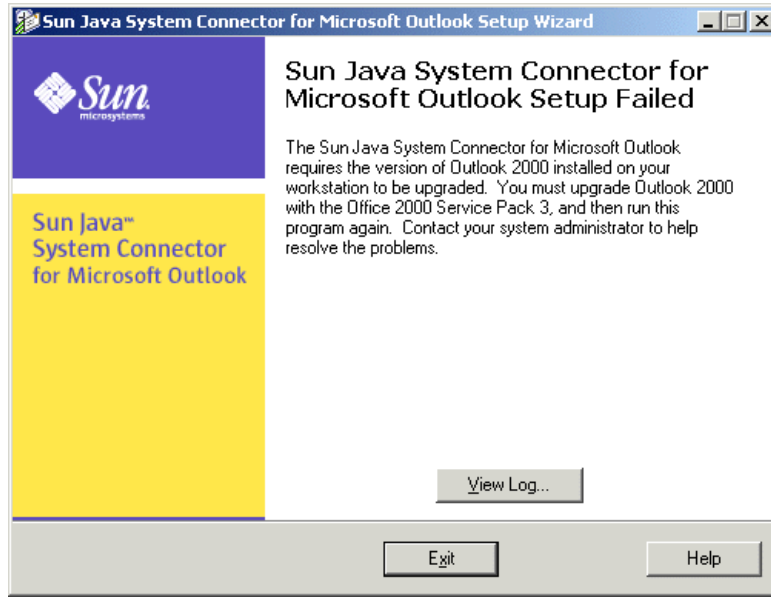 Sun Java System Connector for Microsoft Outlook Setup Wizard
Sun
microsystems
Sun Java™
System Connector
for Microsoft Outlook
Sun Java System Connector for
Microsoft Outlook Setup Failed
The Sun Java System Connector for Microsoft Outlook
requires the version of Outlook 2000 installed on your
workstation to be upgraded. You must upgrade Outlook 2000
with the Office 2000 Service Pack 3, and then run this
program again. Contact your system administrator to help
resolve the problems.
View Log...
Exit
Help